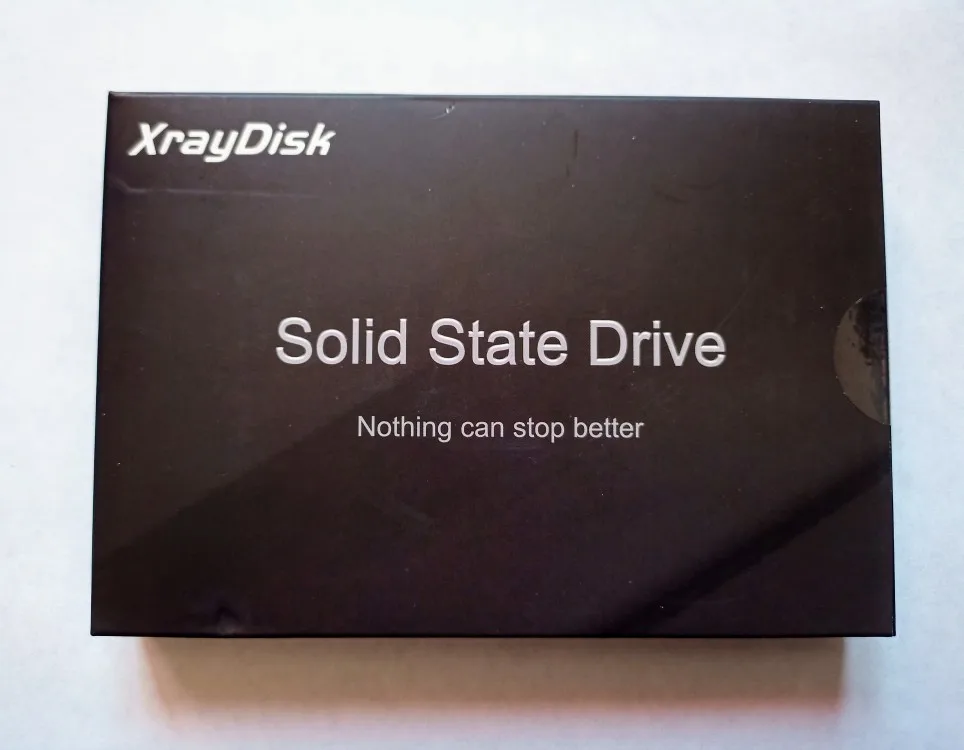 XrayDisk
Solid State Drive
Nothing can stop better